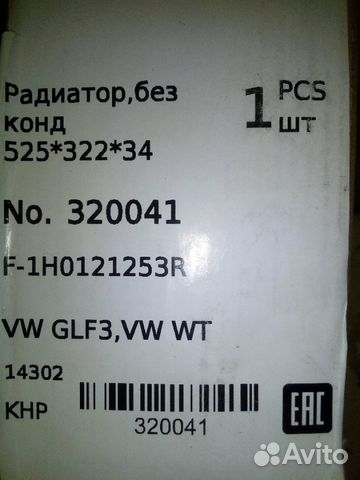 Радиатор,без
конд
525*322*34
1 PCS
шт
No. 320041
F-1H0121253R
VW GLF3,VW WT
14302
KHP
320041
EAC
Avito